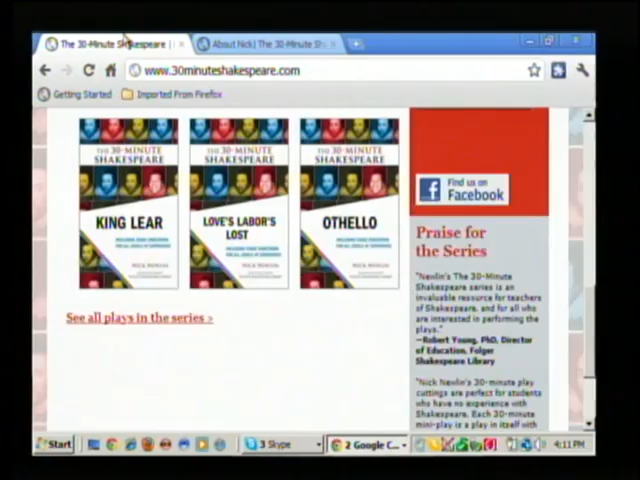 The 30-Minute Shakespeare |
About Nick| The 30-Minute Sh
www.30minuteshakespeare.com
Getting Started
Imported From Firefox
THE 30-MINUTE
SHAKESPEARE
KING LEAR
THE 30-MINUTE
SHAKESPEARE
LOVE'S LABOR'S
LOST
THE 30-MINUTE
SHAKESPEARE
OTHELLO
See all plays in the series >
Find us on
Facebook
Praise for
the Series
"Newlin's The 30-Minute
Shakespeare series is an
invaluable resource for teachers
of Shakespeare, and for all who
are interested in performing the
plays."
—Robert Young, PhD, Director
of Education, Folger
Shakespeare Library
"Nick Newlin's 30-minute play
cuttings are perfect for students
who have no experience with
Shakespeare. Each 30-minute
mini-play is a play in itself with
Start
3 Skype
2 Google C...
4:11 PM